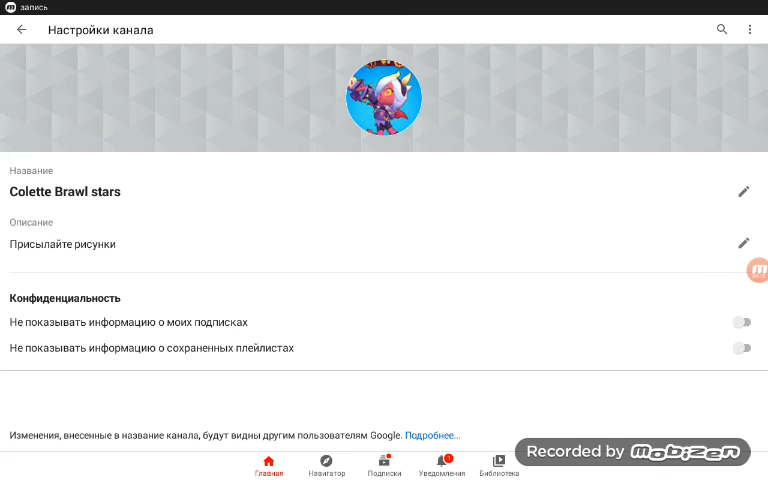 запись
Настройки канала
Название
Colette Brawl stars
Описание
Присылайте рисунки
Конфиденциальность
Не показывать информацию о моих подписках
Не показывать информацию о сохраненных плейлистах
Изменения, внесенные в название канала, будут видны другим пользователям Google. Подробнее...
Recorded by mobizen
Главная
Навигатор
Подписки
1
Уведомления
Библиотека